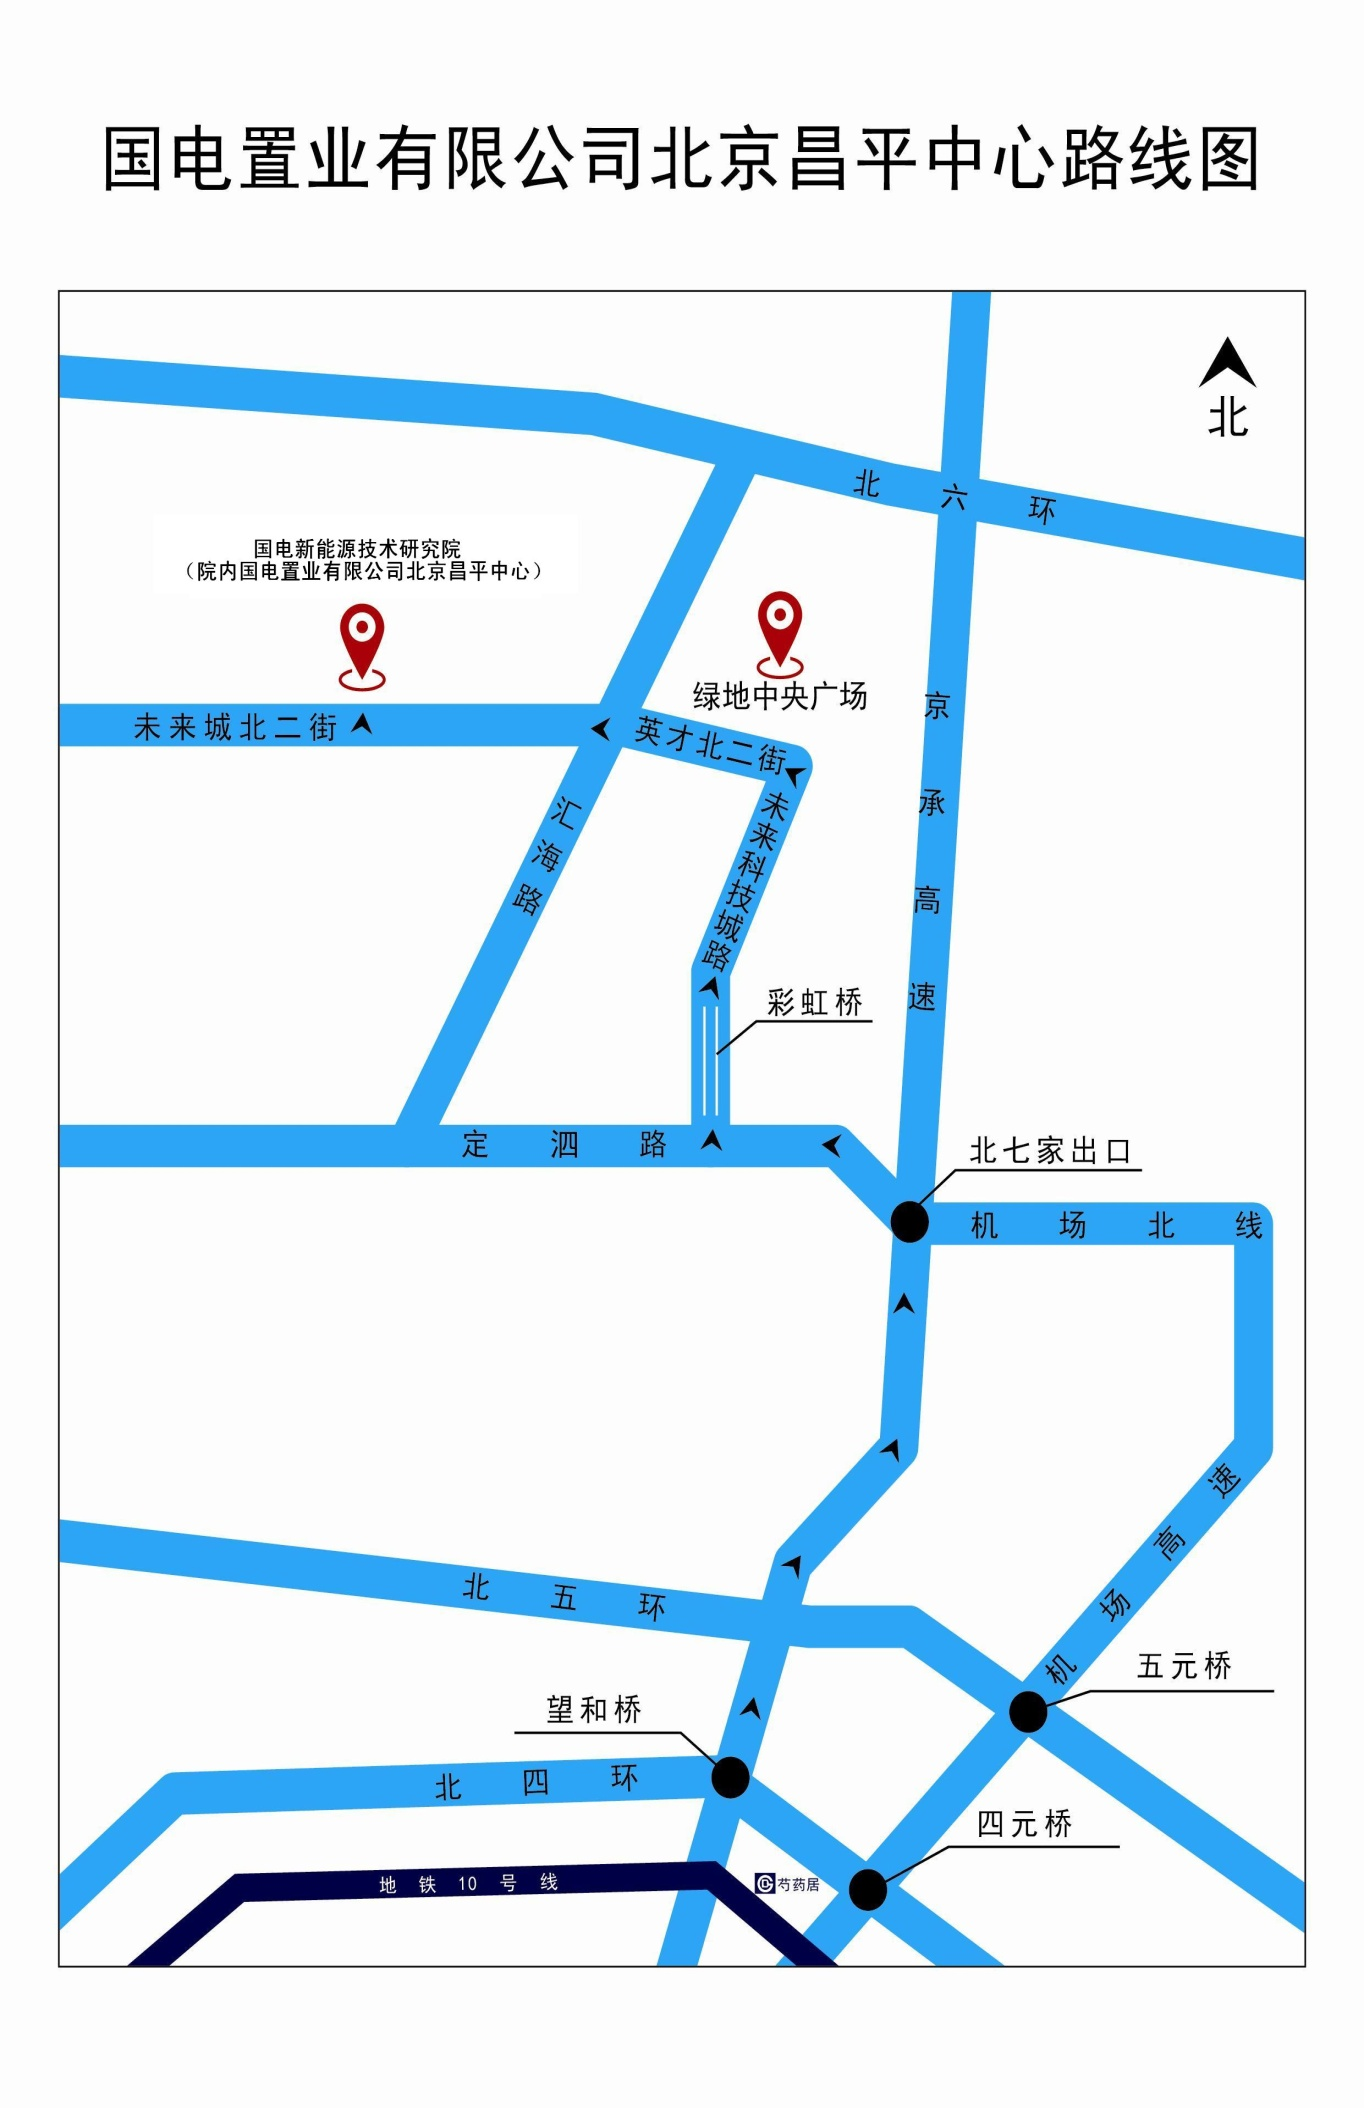 国电置业有限公司北京昌平中心路线图
北
北六环
国电新能源技术研究院
（院内国电置业有限公司北京昌平中心）
绿地中央广场
未来城北二街
英才北二街
京承高速
汇海路
未来科技城路
彩虹桥
定泗路
北七家出口
机场北线
机场高速
北五环
五元桥
望和桥
北四环
四元桥
地铁10号线
芍药居